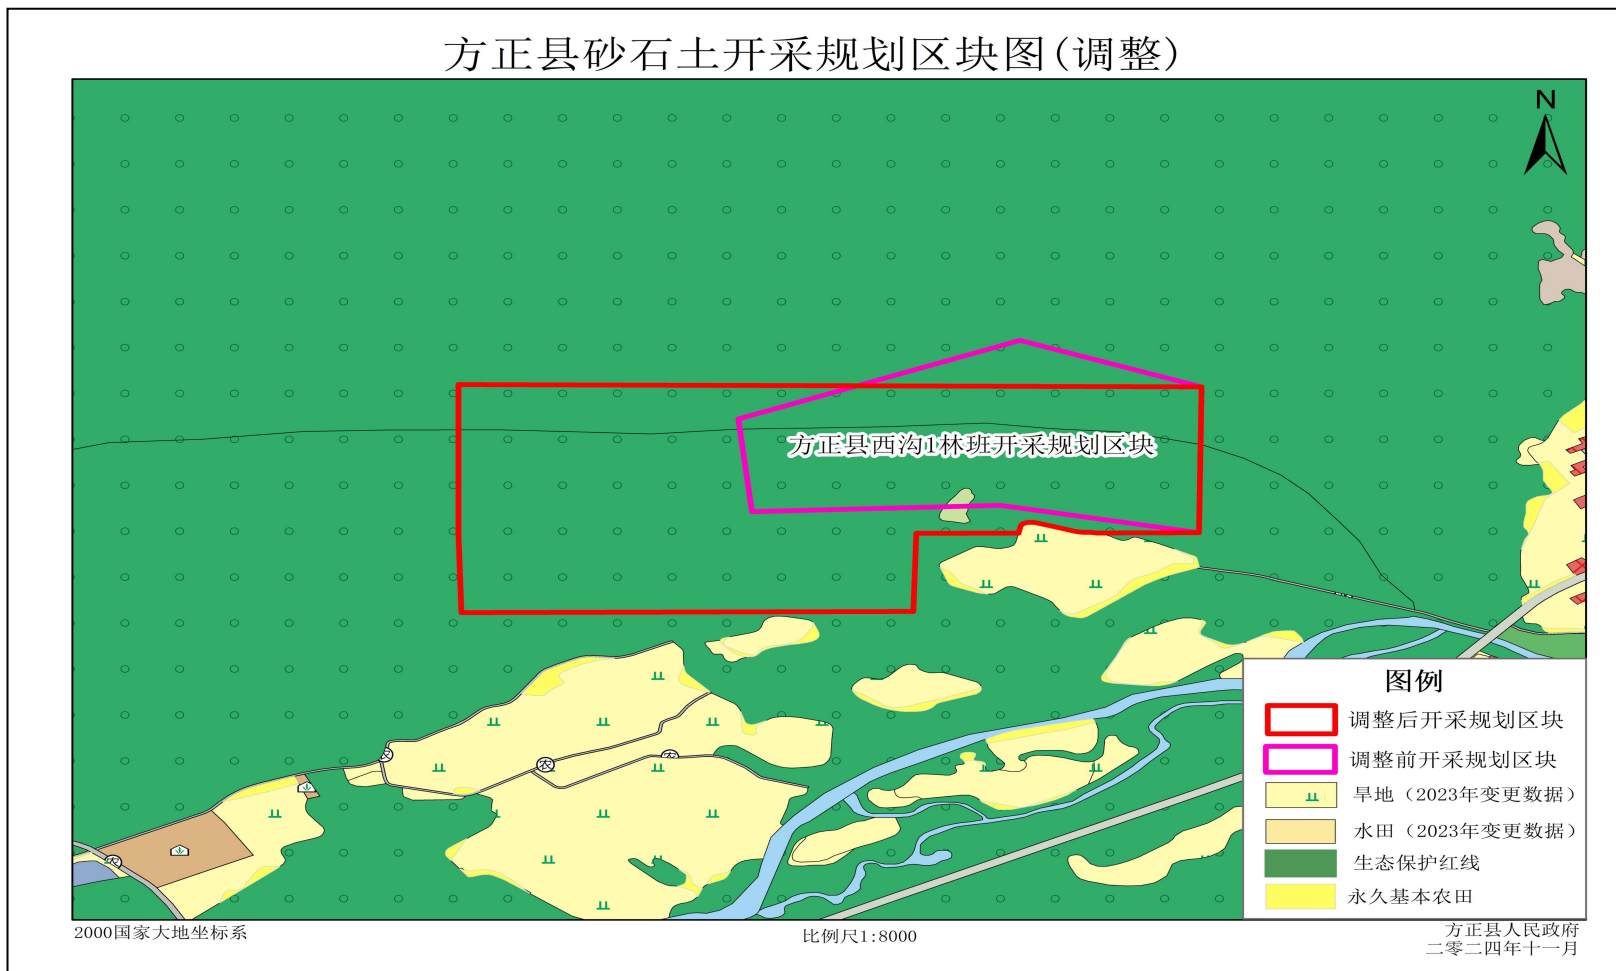 方正县砂石土开采规划区块图(调整)
N
方正县西沟1林班开采规划区块
农
农
农
农
图例
调整后开采规划区块
调整前开采规划区块
旱地（2023年变更数据）
水田（2023年变更数据）
生态保护红线
永久基本农田
2000国家大地坐标系
比例尺1:8000
方正县人民政府
二零二四年十一月